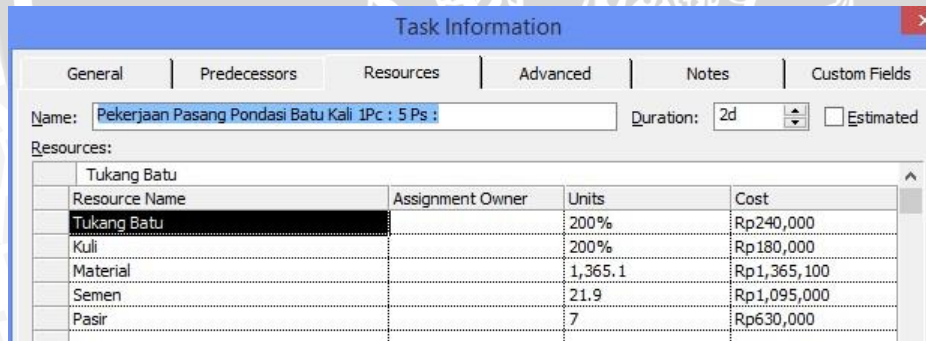 Task Information
General Predecessors Resources Advanced Notes Custom Fields
Name: Pekerjaan Pasang Pondasi Batu Kali 1Pc : 5 Ps : Duration: 2d Estimated
Resources:
Tukang Batu
Resource Name Assignment Owner Units Cost
Tukang Batu 200% Rp240,000
Kuli 200% Rp180,000
Material 1,365.1 Rp1,365,100
Semen 21.9 Rp1,095,000
Pasir 7 Rp630,000